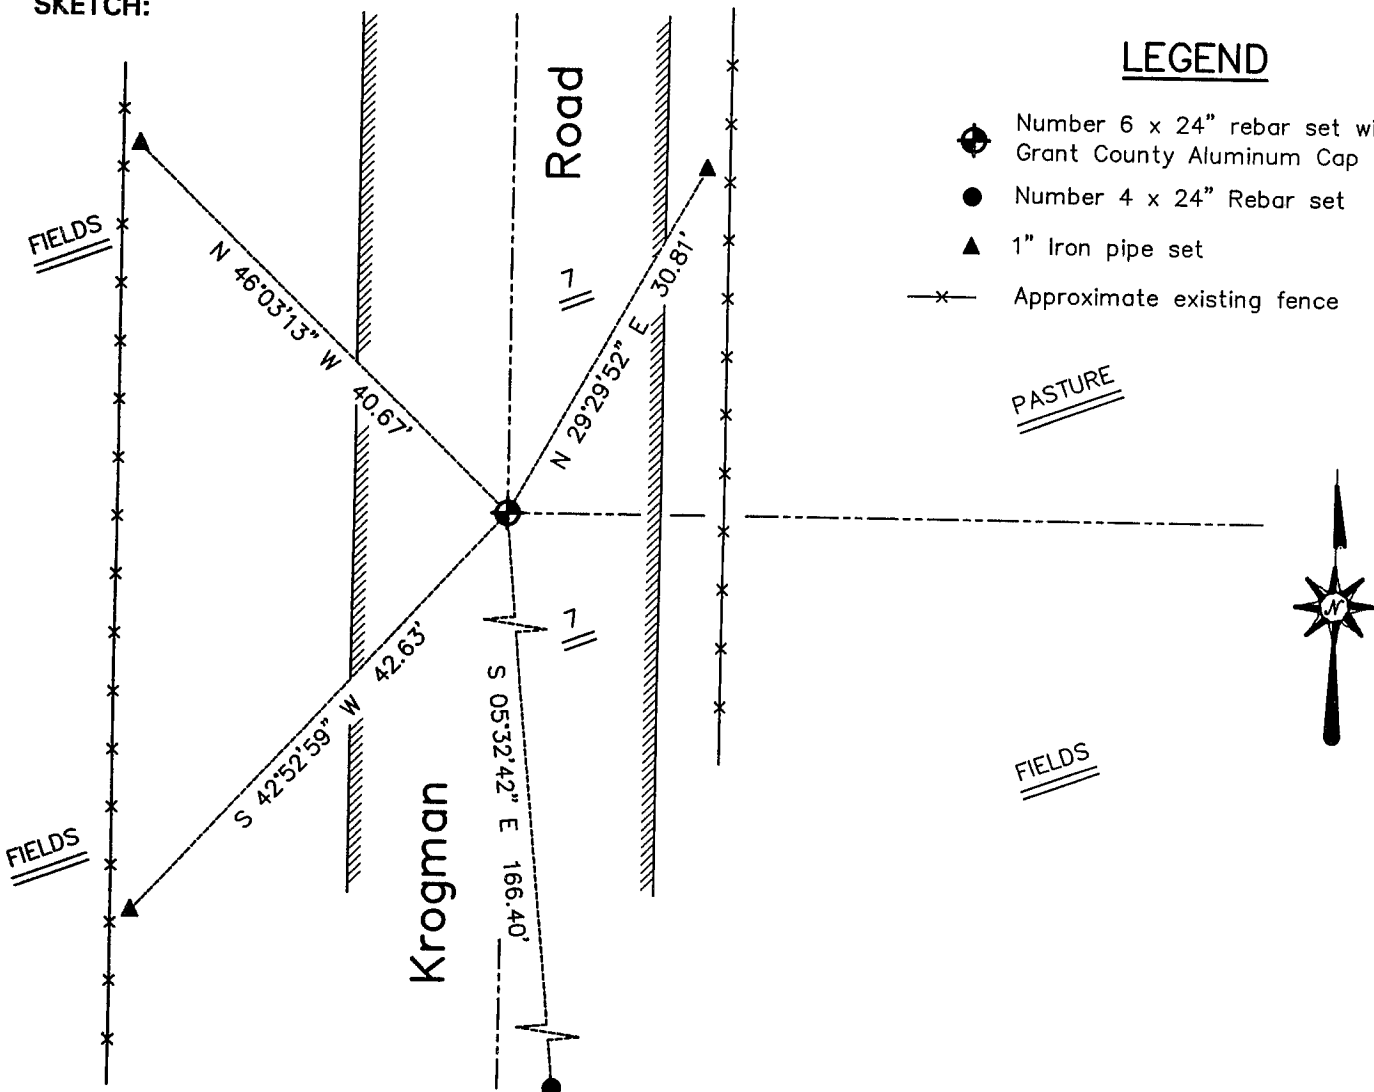 SKETCH:
LEGEND
Number 6 x 24" rebar set wi
Grant County Aluminum Cap
Number 4 x 24" Rebar set
1" Iron pipe set
Approximate existing fence
Road
FIELDS
N 46°03'13" W 40.67'
7
N 29°29'52" E 30.81'
PASTURE
7
N
S 42°52'59" W 42.63'
S 05°32'42" E 166.40'
FIELDS
FIELDS
Krogman